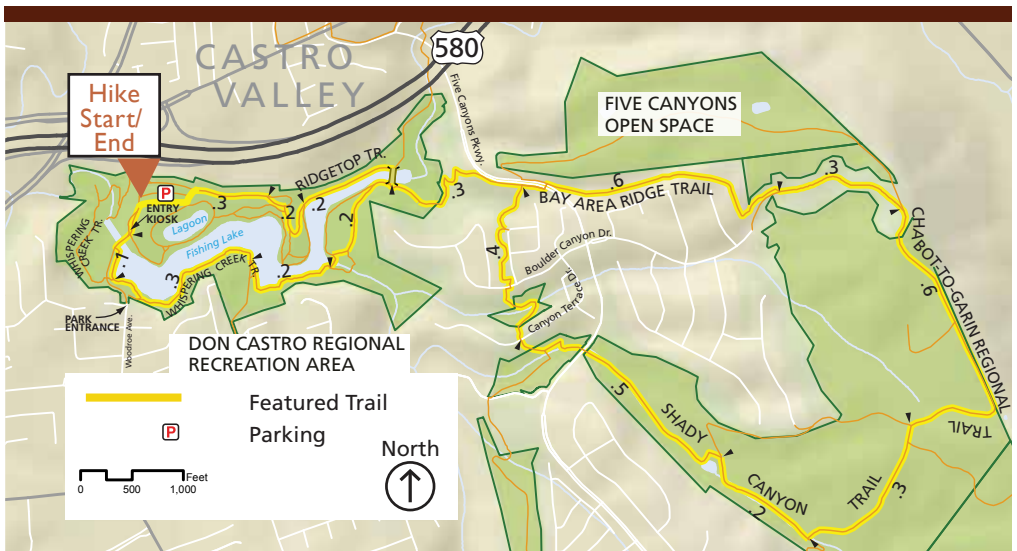 CASTRO
VALLEY
580
Hike
Start/
End
P
ENTRY
KIOSK
Lagoon
Fishing Lake
WHISPERING
CREEK TR.
RIDGETOP TR.
Five Canyons Pkwy.
FIVE CANYONS
OPEN SPACE
BAY AREA RIDGE TRAIL
.3
.2
.2
.2
.3
.6
.3
.1
.3
WHISPERING CREEK TR.
.2
.4
Boulder Canyon Dr.
Canyon Terrace Dr.
CHABOT-TO-GARIN REGIONAL
TRAIL
.6
PARK
ENTRANCE
Woodroe Ave.
DON CASTRO REGIONAL
RECREATION AREA
.5
SHADY
CANYON
TRAIL
.2
.3
Featured Trail
P
Parking
North
Feet
0 500 1,000